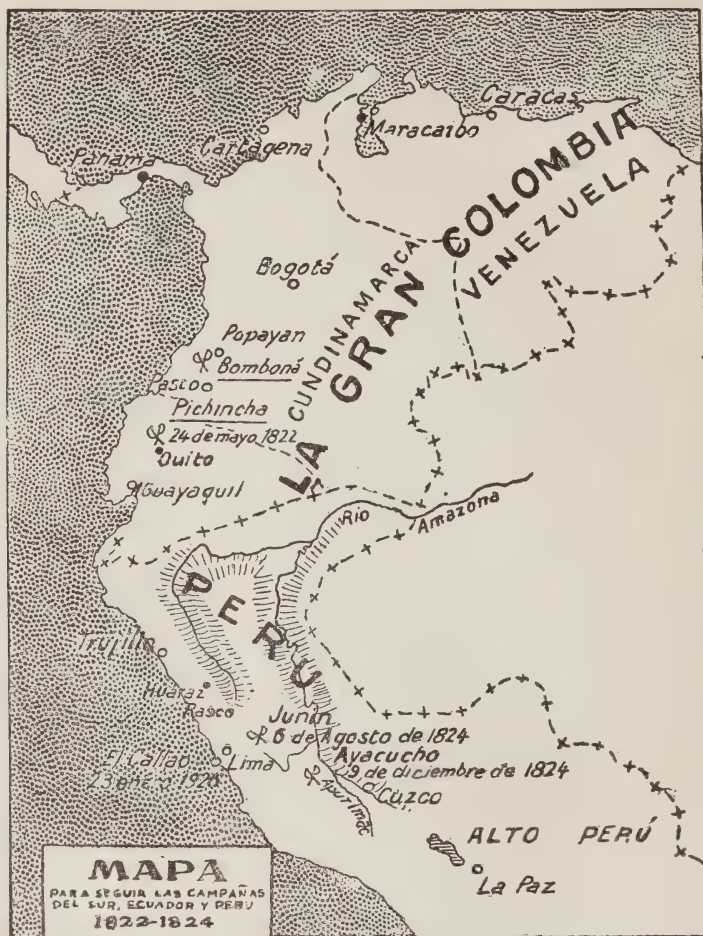 Caracas
Maracaibo
Cartagena
Panama
LA GRAN COLOMBIA
VENEZUELA
CUNDINAMARCA
Bogotá
Popayan
Bomboná
Pasto
Pichincha
24 de mayo 1822
Quito
Guayaquil
Rio Amazona
PERU
Trujillo
Huaraz
Pasco
Junin
6 de Agosto de 1824
Ayacucho
9 de diciembre de 1824
El Callao
Lima
Cuzco
Apurimac
ALTO PERÚ
La Paz
MAPA
PARA SEGUIR LAS CAMPAÑAS
DEL SUR, ECUADOR Y PERU
1822-1824